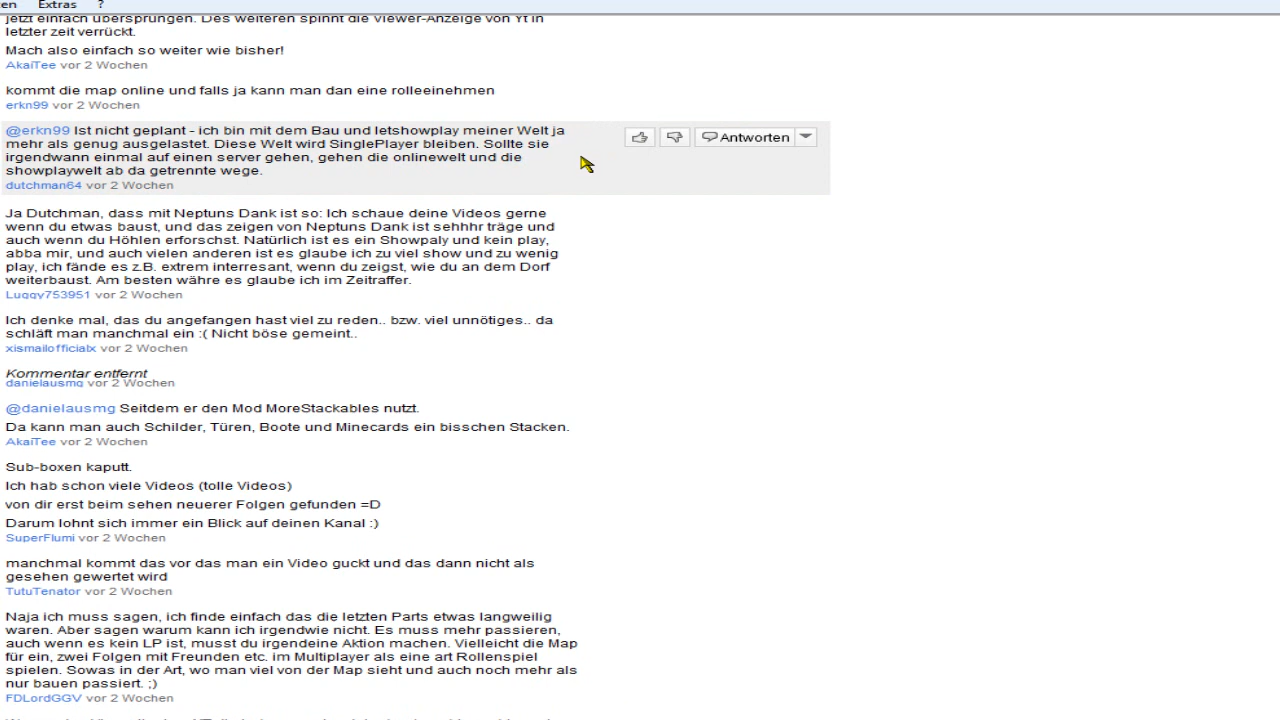 en Extras ?
jetzt einfach übersprungen. Des weiteren spinnt die Viewer-Anzeige von YT in
letzter zeit verrückt.
Mach also einfach so weiter wie bisher!
AkaiTee vor 2 Wochen
kommt die map online und falls ja kann man dan eine rolleeinehmen
erkn99 vor 2 Wochen
@erkn99 Ist nicht geplant - ich bin mit dem Bau und letshowplay meiner Welt ja
mehr als genug ausgelastet. Diese Welt wird SinglePlayer bleiben. Sollte sie
irgendwann einmal auf einen server gehen, gehen die onlinewelt und die
showplaywelt ab da getrennte wege.
dutchman64 vor 2 Wochen
Antworten
Ja Dutchman, dass mit Neptuns Dank ist so: Ich schaue deine Videos gerne
wenn du etwas baust, und das zeigen von Neptuns Dank ist sehhhr träge und
auch wenn du Höhlen erforschst. Natürlich ist es ein Showpaly und kein play,
abba mir, und auch vielen anderen ist es glaube ich zu viel show und zu wenig
play, ich fände es z.B. extrem interresant, wenn du zeigst, wie du an dem Dorf
weiterbaust. Am besten währe es glaube ich im Zeitraffer.
Luggy753951 vor 2 Wochen
Ich denke mal, das du angefangen hast viel zu reden.. bzw. viel unnötiges.. da
schläft man manchmal ein :( Nicht böse gemeint..
xismailofficialx vor 2 Wochen
Kommentar entfernt
danielausmg vor 2 Wochen
@danielausmg Seitdem er den Mod MoreStackables nutzt.
Da kann man auch Schilder, Türen, Boote und Minecards ein bisschen Stacken.
AkaiTee vor 2 Wochen
Sub-boxen kaputt.
Ich hab schon viele Videos (tolle Videos)
von dir erst beim sehen neuerer Folgen gefunden =D
Darum lohnt sich immer ein Blick auf deinen Kanal :)
SuperFlumi vor 2 Wochen
manchmal kommt das vor das man ein Video guckt und das dann nicht als
gesehen gewertet wird
TutuTenator vor 2 Wochen
Naja ich muss sagen, ich finde einfach das die letzten Parts etwas langweilig
waren. Aber sagen warum kann ich irgendwie nicht. Es muss mehr passieren,
auch wenn es kein LP ist, musst du irgendeine Aktion machen. Vielleicht die Map
für ein, zwei Folgen mit Freunden etc. im Multiplayer als eine art Rollenspiel
spielen. Sowas in der Art, wo man viel von der Map sieht und auch noch mehr als
nur bauen passiert. ;)
FDLordGGV vor 2 Wochen